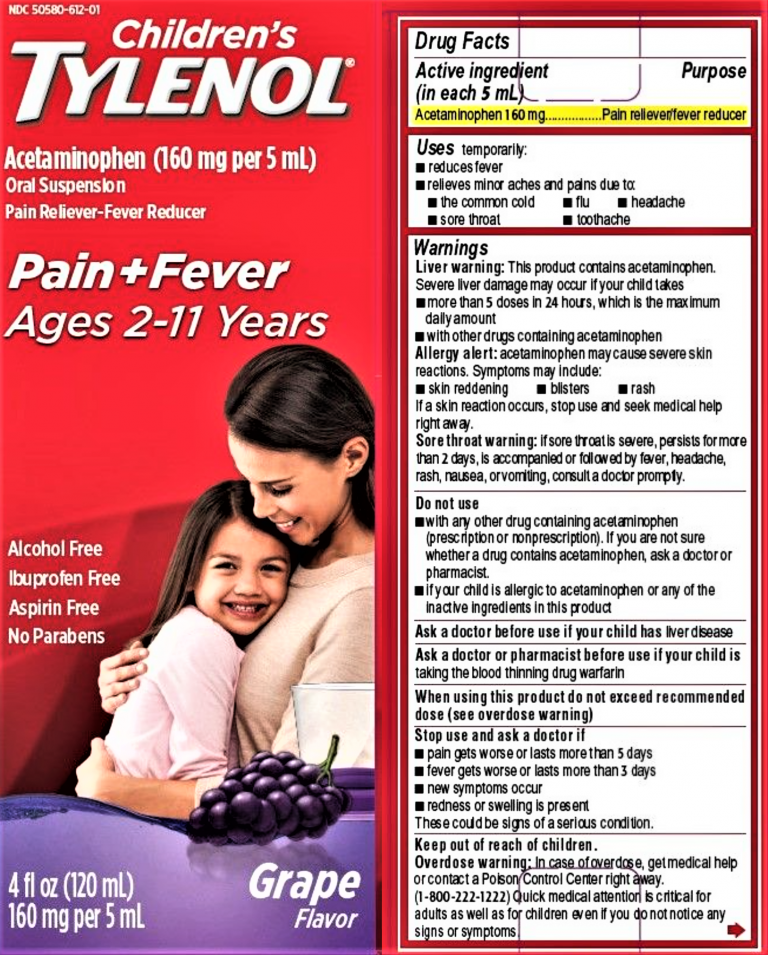 NDC 50580-612-01
Children's
TYLENOL®
Acetaminophen (160 mg per 5 mL)
Oral Suspension
Pain Reliever-Fever Reducer
Pain+Fever
Ages 2-11 Years
Alcohol Free
Ibuprofen Free
Aspirin Free
No Parabens
4 fl oz (120 mL)
160 mg per 5 mL
Grape
Flavor
Drug Facts
Active ingredient Purpose
(in each 5 mL)
Acetaminophen 160 mg................Pain reliever/fever reducer
Uses temporarily:
■ reduces fever
■ relieves minor aches and pains due to:
■ the common cold ■ flu ■ headache
■ sore throat ■ toothache
Warnings
Liver warning: This product contains acetaminophen.
Severe liver damage may occur if your child takes
■ more than 5 doses in 24 hours, which is the maximum
daily amount
■ with other drugs containing acetaminophen
Allergy alert: acetaminophen may cause severe skin
reactions. Symptoms may include:
■ skin reddening ■ blisters ■ rash
If a skin reaction occurs, stop use and seek medical help
right away.
Sore throat warning: if sore throat is severe, persists for more
than 2 days, is accompanied or followed by fever, headache,
rash, nausea, or vomiting, consult a doctor promptly.
Do not use
■ with any other drug containing acetaminophen
(prescription or nonprescription). If you are not sure
whether a drug contains acetaminophen, ask a doctor or
pharmacist.
■ if your child is allergic to acetaminophen or any of the
inactive ingredients in this product
Ask a doctor before use if your child has liver disease
Ask a doctor or pharmacist before use if your child is
taking the blood thinning drug warfarin
When using this product do not exceed recommended
dose (see overdose warning)
Stop use and ask a doctor if
■ pain gets worse or lasts more than 5 days
■ fever gets worse or lasts more than 3 days
■ new symptoms occur
■ redness or swelling is present
These could be signs of a serious condition.
Keep out of reach of children.
Overdose warning: In case of overdose, get medical help
or contact a Poison Control Center right away.
(1-800-222-1222) Quick medical attention is critical for
adults as well as for children even if you do not notice any
signs or symptoms.